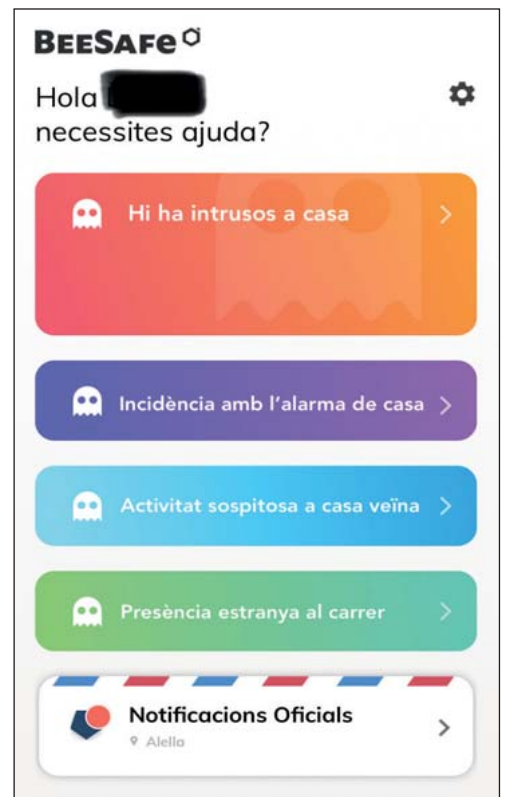 BEESAFE
Hola
necessites ajuda?
Hi ha intrusos a casa
Incidència amb l'alarma de casa
Activitat sospitosa a casa veïna
Presència estranya al carrer
Notificacions Oficials
Alella